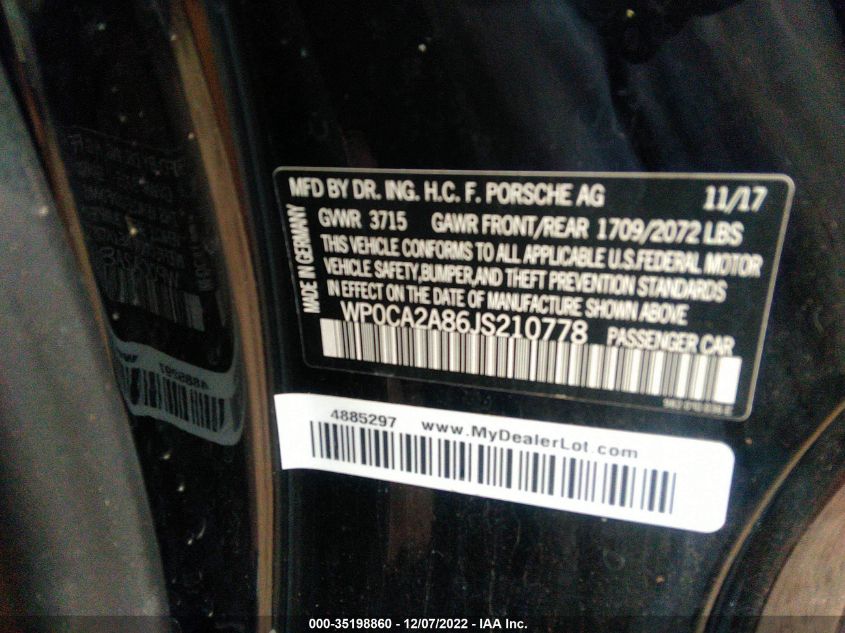 MFD BY DR. ING. H.C. F. PORSCHE AG 11/17
GVWR 3715 GAWR FRONT/REAR 1709/2072 LBS
THIS VEHICLE CONFORMS TO ALL APPLICABLE U.S. FEDERAL MOTOR
VEHICLE SAFETY, BUMPER, AND THEFT PREVENTION STANDARDS
IN EFFECT ON THE DATE OF MANUFACTURE SHOWN ABOVE
MADE IN GERMANY
WP0CA2A86JS210778 PASSENGER CAR
4885297 www.MyDealerLot.com
000-35198860 — 12/07/2022 — IAA Inc.